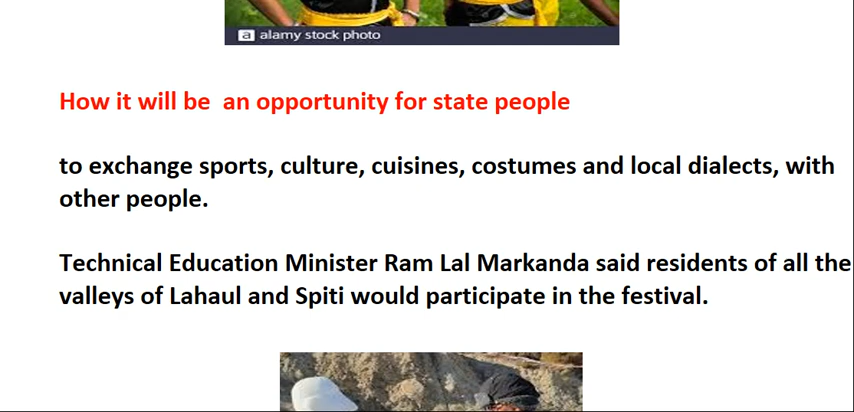 a alamy stock photo
How it will be  an opportunity for state people
to exchange sports, culture, cuisines, costumes and local dialects, with
other people.
Technical Education Minister Ram Lal Markanda said residents of all the
valleys of Lahaul and Spiti would participate in the festival.